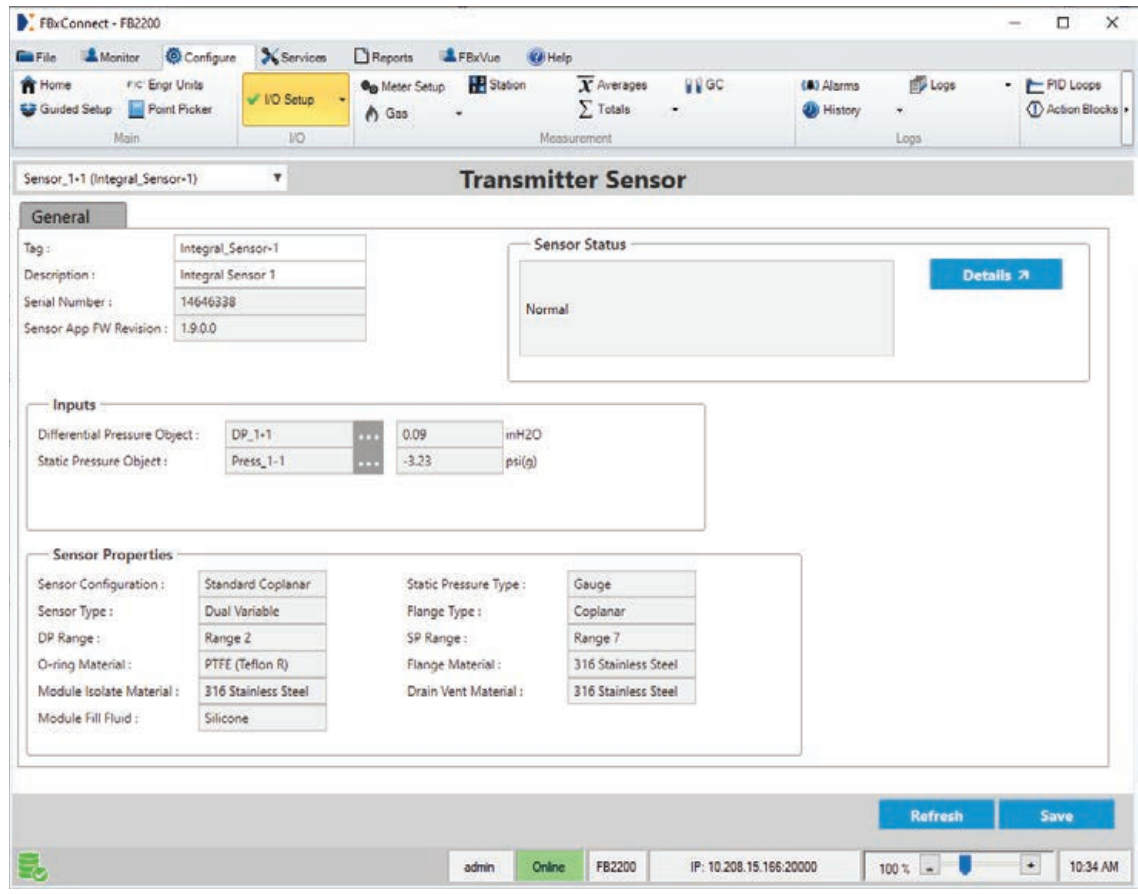 FBxConnect - FB2200
File Monitor Configure Services Reports FBxVue Help
Home Engr Units I/O Setup Meter Setup Station Averages GC Alarms Logs PID Loops
Guided Setup Point Picker Gas Totals History Action Blocks
Main I/O Measurement Logs
Sensor_1-1 (Integral_Sensor-1) Transmitter Sensor
General
Tag : Integral_Sensor-1
Description : Integral Sensor 1
Serial Number : 14646338
Sensor App FW Revision : 1.9.0.0
Sensor Status
Normal
Details
Inputs
Differential Pressure Object : DP_1-1 ... 0.09 inH2O
Static Pressure Object : Press_1-1 ... -3.23 psi(g)
Sensor Properties
Sensor Configuration : Standard Coplanar Static Pressure Type : Gauge
Sensor Type : Dual Variable Flange Type : Coplanar
DP Range : Range 2 SP Range : Range 7
O-ring Material : PTFE (Teflon R) Flange Material : 316 Stainless Steel
Module Isolate Material : 316 Stainless Steel Drain Vent Material : 316 Stainless Steel
Module Fill Fluid : Silicone
Refresh Save
admin Online FB2200 IP: 10.208.15.166:20000 100 % - + 10:34 AM